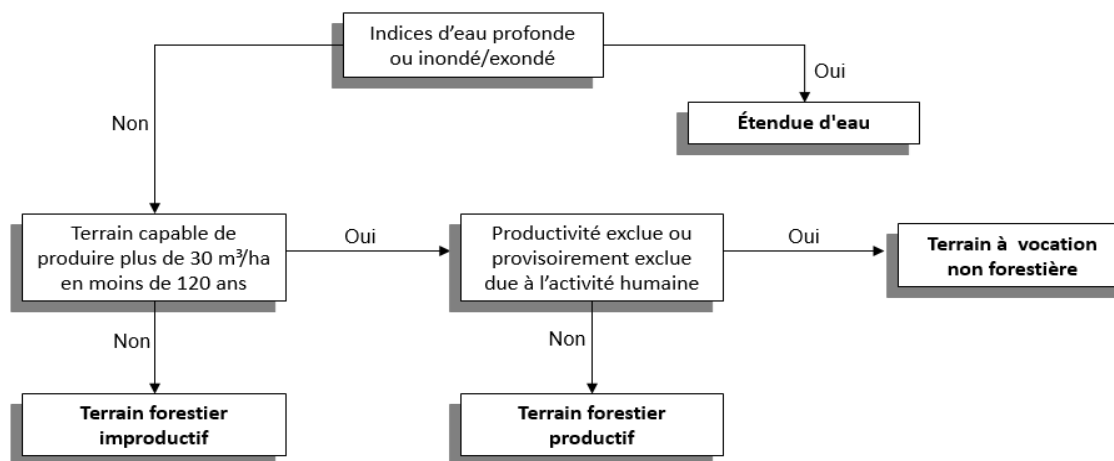 Indices d'eau profonde
ou inondé/exondé
Oui
Étendue d'eau
Non
Terrain capable de
produire plus de 30 m³/ha
en moins de 120 ans
Oui
Productivité exclue ou
provisoirement exclue
due à l'activité humaine
Oui
Terrain à vocation
non forestière
Non
Non
Terrain forestier
improductif
Terrain forestier
productif